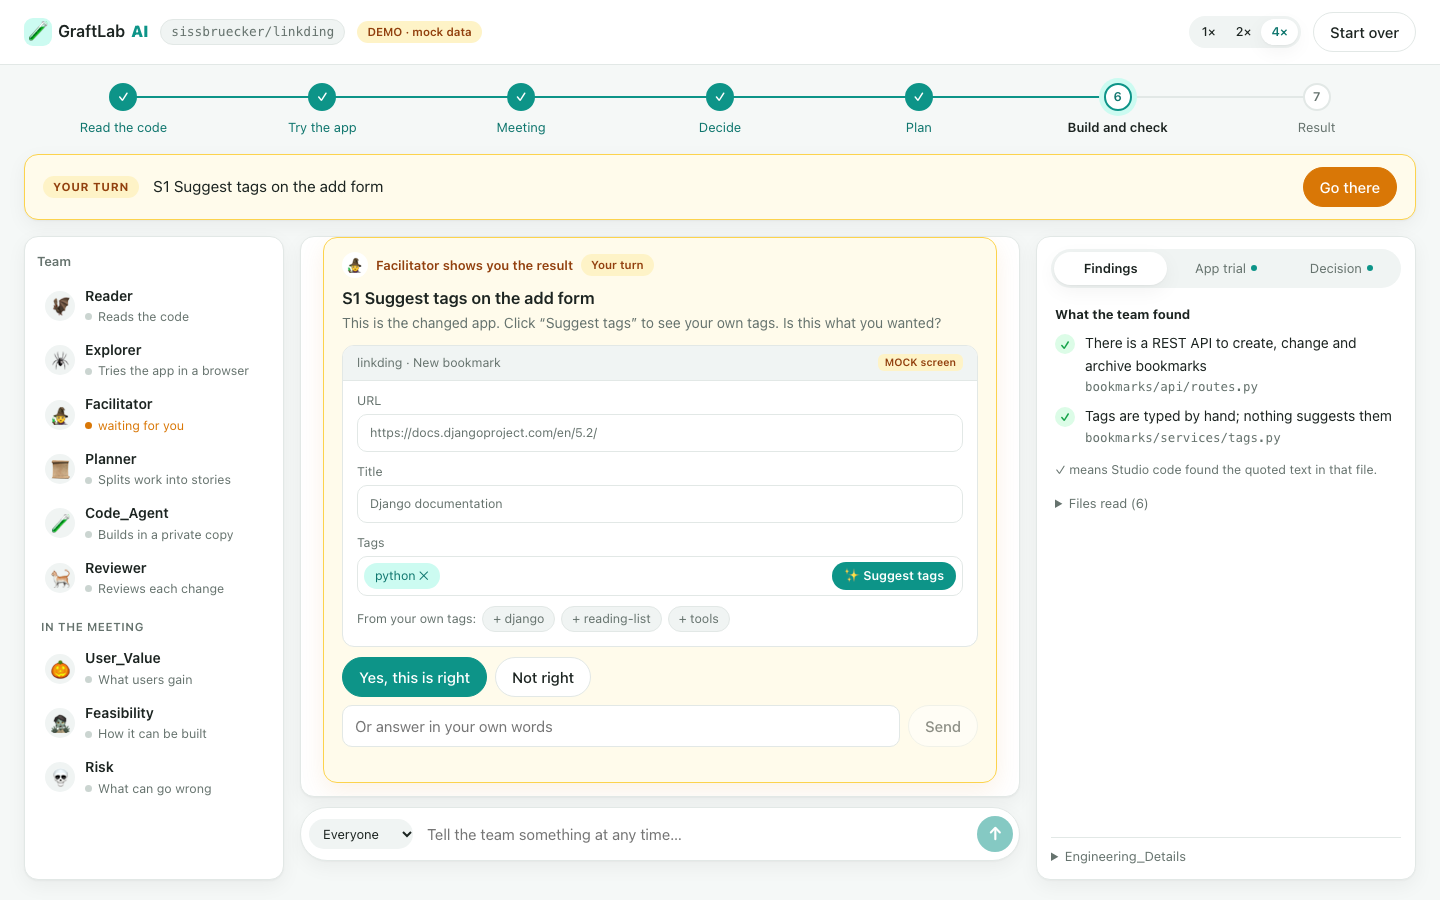 GraftLab AI
sissbruecker/linkding
DEMO · mock data
1×
2×
4×
Start over
6
7
Read the code
Try the app
Meeting
Decide
Plan
Build and check
Result
YOUR TURN
S1 Suggest tags on the add form
Go there
Team
Reader
Reads the code
Explorer
Tries the app in a browser
Facilitator
waiting for you
Planner
Splits work into stories
Code_Agent
Builds in a private copy
Reviewer
Reviews each change
IN THE MEETING
User_Value
What users gain
Feasibility
How it can be built
Risk
What can go wrong
Facilitator shows you the result
Your turn
S1 Suggest tags on the add form
This is the changed app. Click “Suggest tags” to see your own tags. Is this what you wanted?
linkding · New bookmark
MOCK screen
URL
https://docs.djangoproject.com/en/5.2/
Title
Django documentation
Tags
python ✕
✨ Suggest tags
From your own tags:
+ django
+ reading-list
+ tools
Yes, this is right
Not right
Or answer in your own words
Send
Everyone
Tell the team something at any time...
Findings
App trial
Decision
What the team found
There is a REST API to create, change and
archive bookmarks
bookmarks/api/routes.py
Tags are typed by hand; nothing suggests them
bookmarks/services/tags.py
✓ means Studio code found the quoted text in that file.
Files read (6)
Engineering_Details